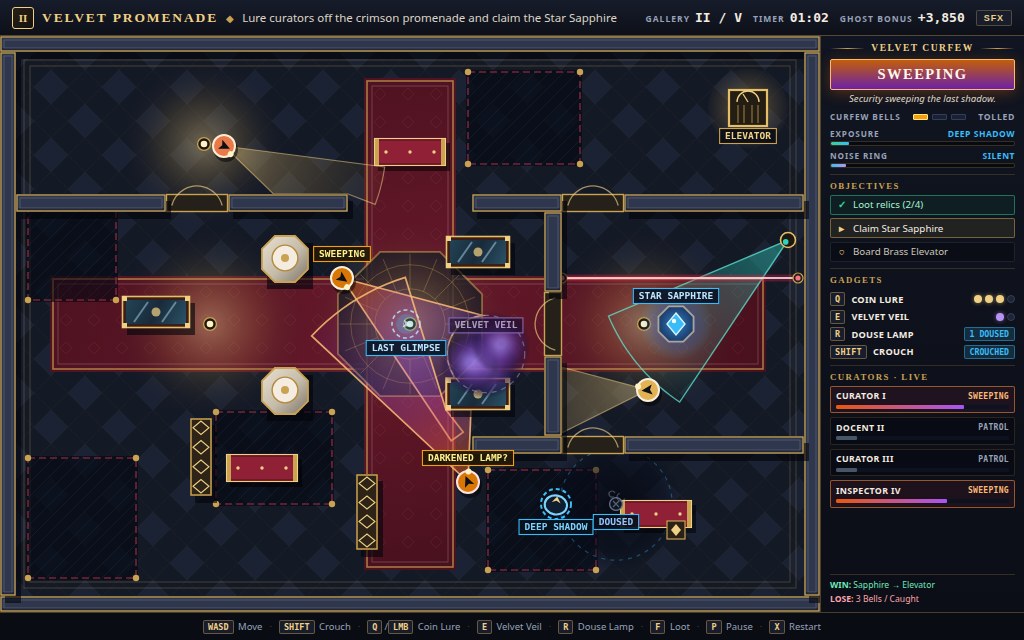 II VELVET PROMENADE ◆ Lure curators off the crimson promenade and claim the Star Sapphire GALLERY II / V TIMER 01:02 GHOST BONUS +3,850 SFX
VELVET CURFEW
SWEEPING
Security sweeping the last shadow.
CURFEW BELLS TOLLED
EXPOSURE DEEP SHADOW
NOISE RING SILENT
OBJECTIVES
✓ Loot relics (2/4)
► Claim Star Sapphire
○ Board Brass Elevator
GADGETS
Q COIN LURE
E VELVET VEIL
R DOUSE LAMP 1 DOUSED
SHIFT CROUCH CROUCHED
CURATORS · LIVE
CURATOR I SWEEPING
DOCENT II PATROL
CURATOR III PATROL
INSPECTOR IV SWEEPING
WIN: Sapphire → Elevator
LOSE: 3 Bells / Caught
ELEVATOR
SWEEPING
STAR SAPPHIRE
VELVET VEIL
LAST GLIMPSE
DARKENED LAMP?
DEEP SHADOW
DOUSED
WASD Move · SHIFT Crouch · Q / LMB Coin Lure · E Velvet Veil · R Douse Lamp · F Loot · P Pause · X Restart